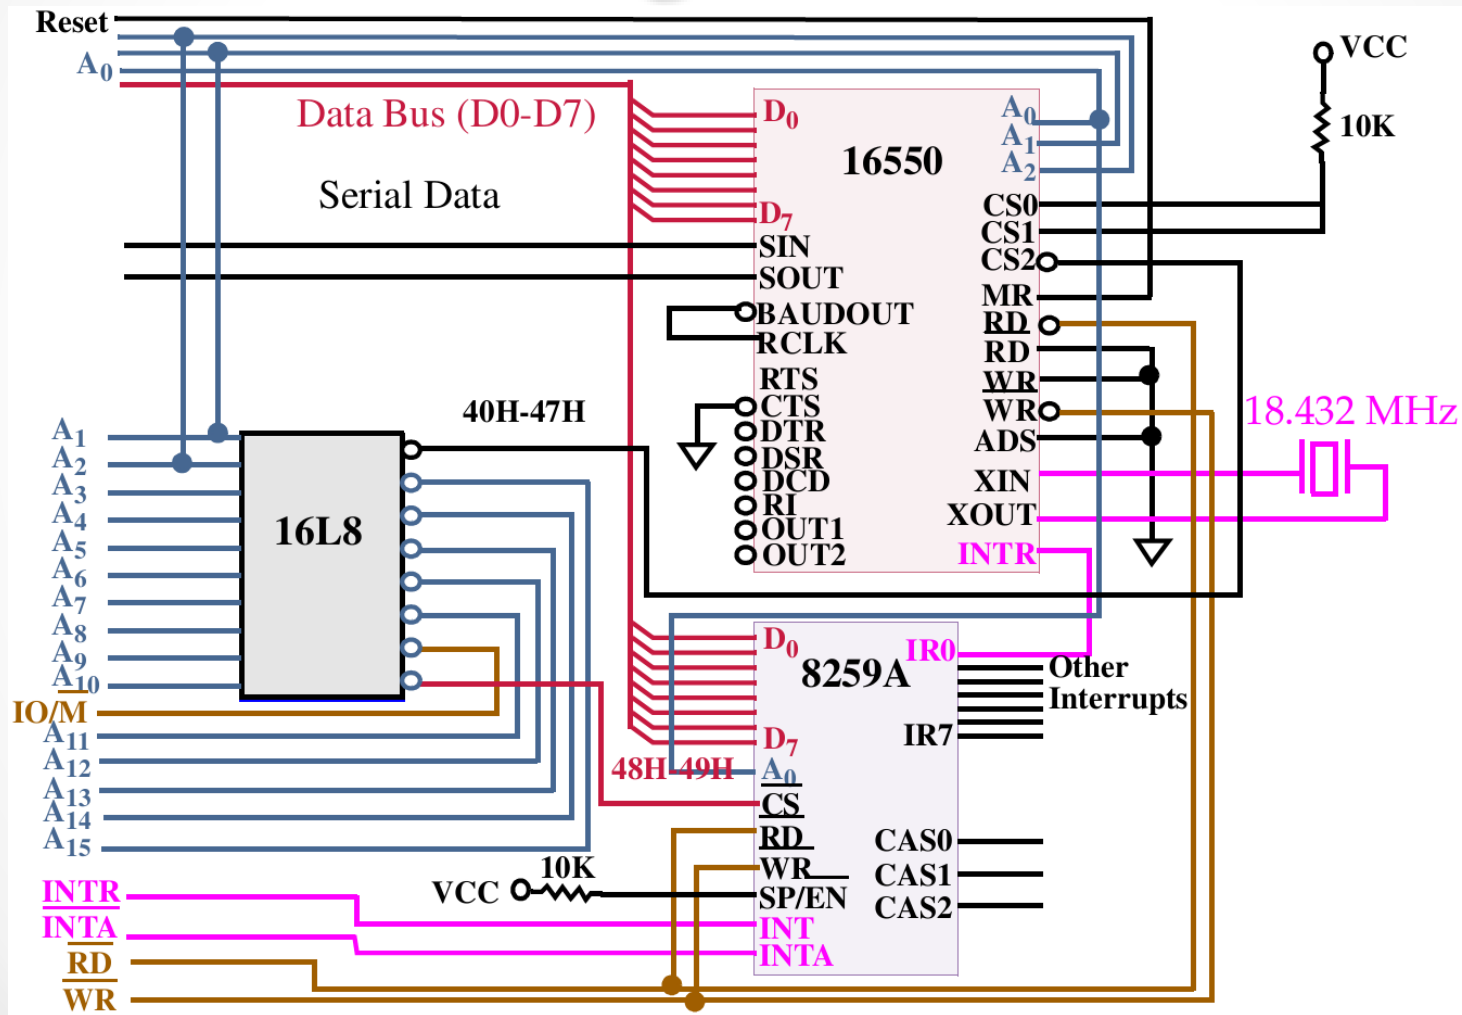 Reset
A0
Data Bus (D0-D7)
Serial Data
VCC
10K
16550
D0
D7
SIN
SOUT
BAUDOUT
RCLK
RTS
CTS
DTR
DSR
DCD
RI
OUT1
OUT2
A0
A1
A2
CS0
CS1
CS2
MR
RD
RD
WR
WR
ADS
XIN
XOUT
INTR
18.432 MHz
40H-47H
16L8
A1
A2
A3
A4
A5
A6
A7
A8
A9
A10
IO/M
A11
A12
A13
A14
A15
8259A
D0
D7
48H-49H
A0
CS
RD
WR
SP/EN
INT
INTA
IR0
Other
Interrupts
IR7
CAS0
CAS1
CAS2
VCC
10K
INTR
INTA
RD
WR